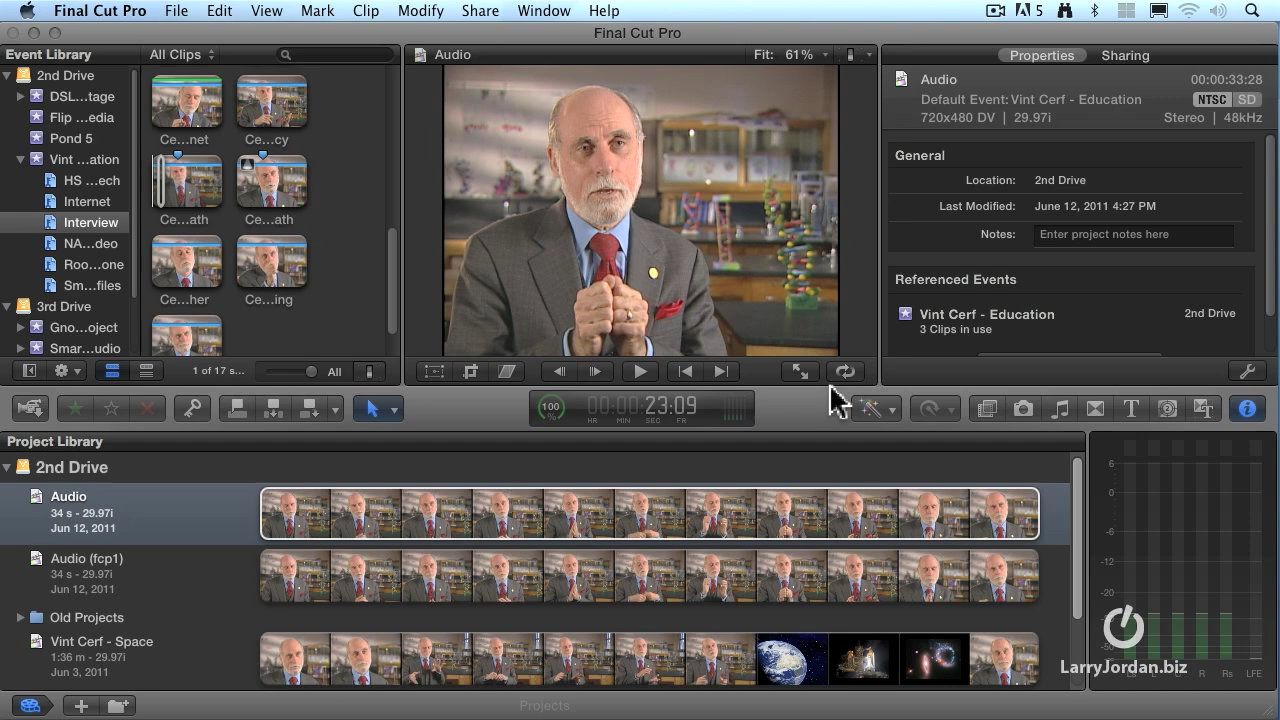 Final Cut Pro File Edit View Mark Clip Modify Share Window Help
5
Final Cut Pro
Event Library
All Clips
2nd Drive
DSL...tage
Flip ...edia
Pond 5
Vint ...ation
HS ...ech
Internet
Interview
NA...deo
Roo...one
Sm...files
3rd Drive
Gno...oject
Smar...udio
Ce...net
Ce...cy
Ce...ath
Ce...ath
Ce...her
Ce...ing
1 of 17 s...
All
Audio
Fit: 61%
Properties
Sharing
Audio
00:00:33:28
Default Event: Vint Cerf - Education
NTSC SD
720x480 DV | 29.97i
Stereo | 48kHz
General
Location: 2nd Drive
Last Modified: June 12, 2011 4:27 PM
Notes: Enter project notes here
Referenced Events
Vint Cerf - Education
2nd Drive
3 Clips in use
100
%
00:00:23:09
HR MIN SEC FR
T
Project Library
2nd Drive
Audio
34 s - 29.97i
Jun 12, 2011
Audio (fcp1)
34 s - 29.97i
Jun 12, 2011
Old Projects
Vint Cerf - Space
1:36 m - 29.97i
Jun 3, 2011
6
0
-6
-12
-20
R Rs LFE
LarryJordan.biz
Projects